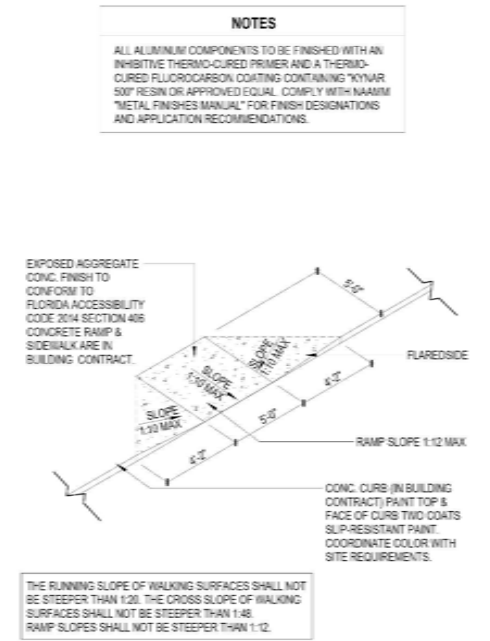 NOTES
ALL ALUMINUM COMPONENTS TO BE FINISHED WITH AN
INHIBITIVE THERMO-CURED PRIMER AND A THERMO-
CURED FLUOROCARBON COATING CONTAINING "KYNAR
500" RESIN OR APPROVED EQUAL. COMPLY WITH NAAMM
"METAL FINISHES MANUAL" FOR FINISH DESIGNATIONS
AND APPLICATION RECOMMENDATIONS.
EXPOSED AGGREGATE
CONC. FINISH TO
CONFORM TO
FLORIDA ACCESSIBILITY
CODE 2014 SECTION 406
CONCRETE RAMP &
SIDEWALK ARE IN
BUILDING CONTRACT.
5'-0"
SLOPE
1:10 MAX
FLAREDSIDE
SLOPE
1:10 MAX
SLOPE
1:10 MAX
5'-0"
RAMP SLOPE 1:12 MAX
CONC. CURB (IN BUILDING
CONTRACT) PAINT TOP &
FACE OF CURB TWO COATS
SLIP-RESISTANT PAINT.
COORDINATE COLOR WITH
SITE REQUIREMENTS.
THE RUNNING SLOPE OF WALKING SURFACES SHALL NOT
BE STEEPER THAN 1:20. THE CROSS SLOPE OF WALKING
SURFACES SHALL NOT BE STEEPER THAN 1:48.
RAMP SLOPES SHALL NOT BE STEEPER THAN 1:12.